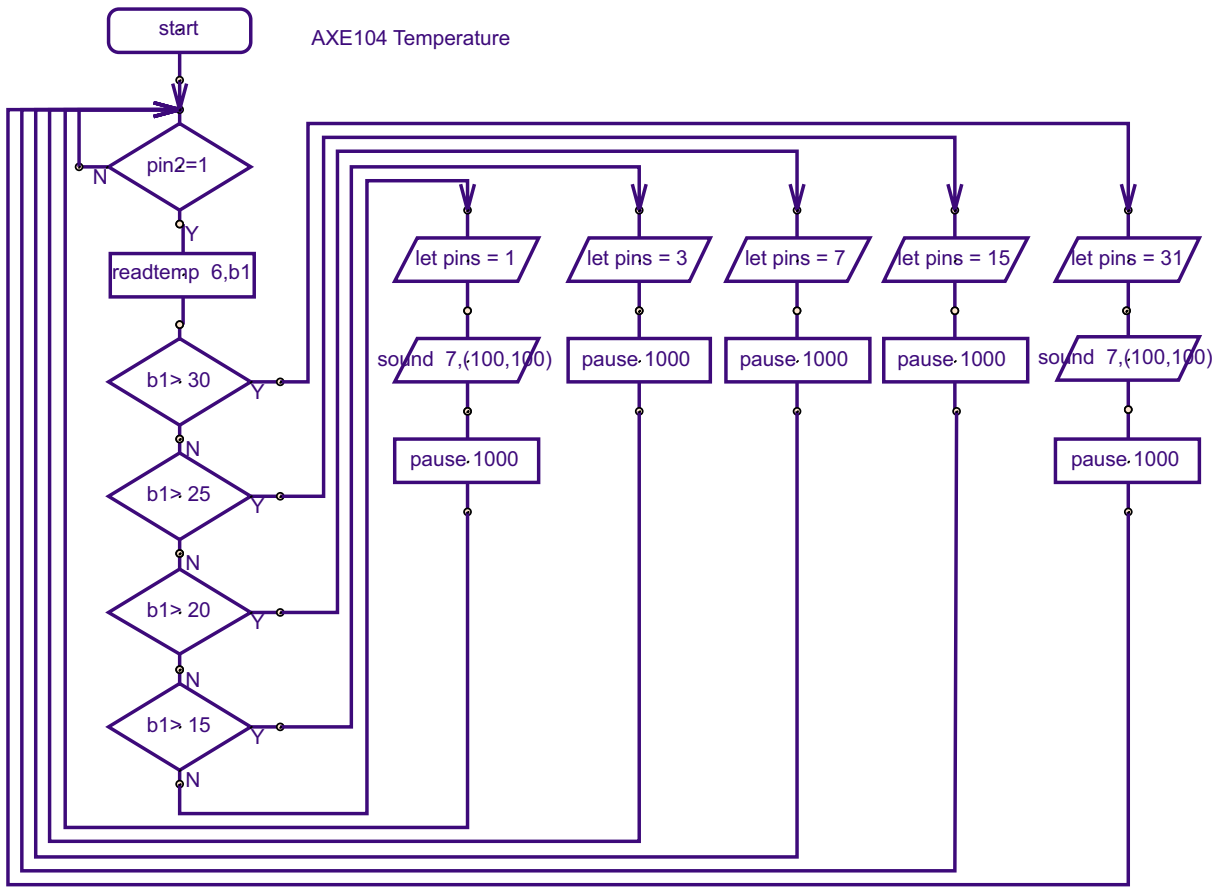 start
AXE104 Temperature
pin2=1
N
Y
readtemp 6,b1
b1> 30
Y
N
b1> 25
Y
N
b1> 20
Y
N
b1> 15
Y
N
let pins = 1
sound 7,(100,100)
pause 1000
let pins = 3
pause 1000
let pins = 7
pause 1000
let pins = 15
pause 1000
let pins = 31
sound 7,(100,100)
pause 1000